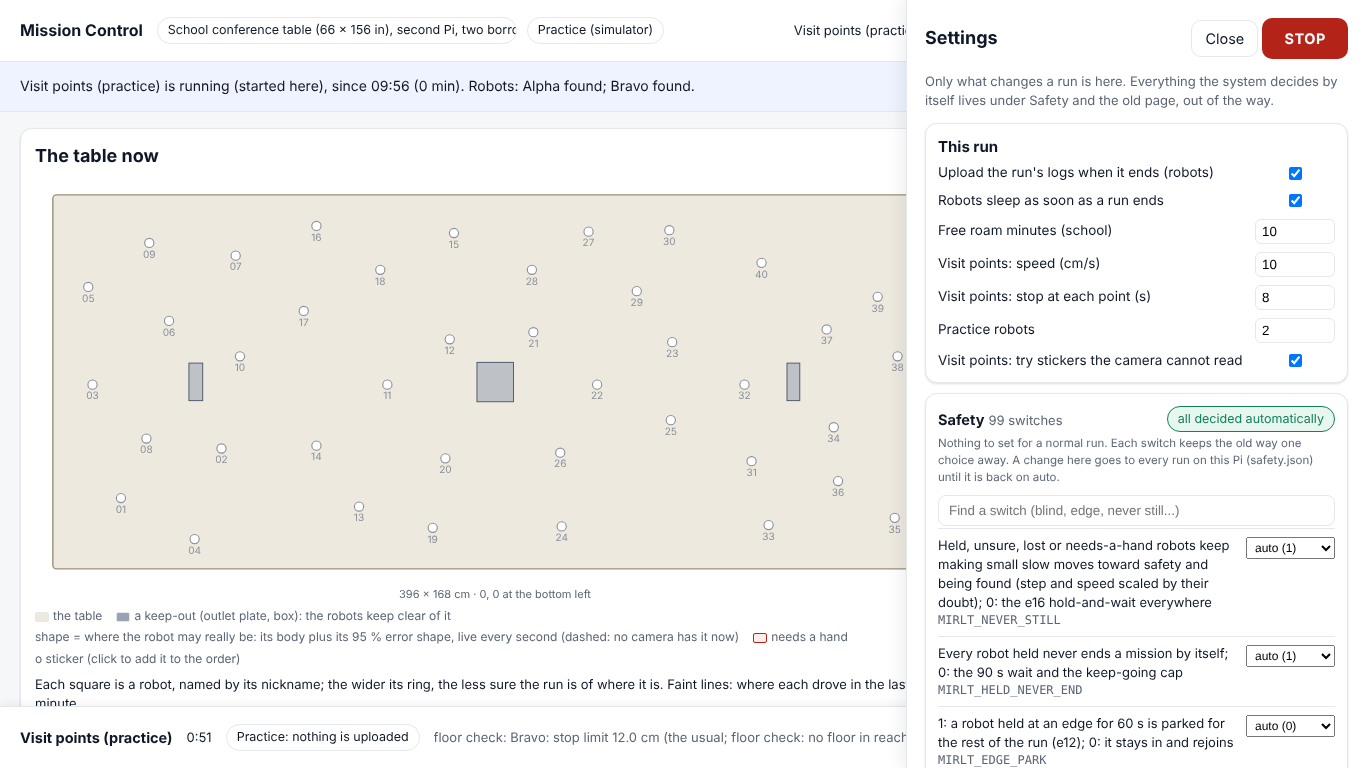 Mission Control
School conference table (66 × 156 in), second Pi, two
Practice (simulator)
Visit points
Visit points (practice) is running (started here), since 09:56 (0 min). Robots: Alpha found; Bravo found.
The table now
16
15
27
30
09
07
40
18
28
05
29
39
17
06
37
21
12
23
10
38
03
11
22
32
25
34
08
02
14
20
26
31
36
01
13
35
19
24
33
04
396 × 168 cm · 0, 0 at the bottom left
the table
a keep-out (outlet plate, box): the robots keep clear of it
shape = where the robot may really be: its body plus its 95 % error shape, live every second (dashed: no camera has it now)
needs a hand
o sticker (click to add it to the order)
Each square is a robot, named by its nickname; the wider its ring, the less sure the run is of where it is. Faint lines: where each drove in the
minute.
Visit points (practice)
0:51
Practice: nothing is uploaded
floor check: Bravo: stop limit 12.0 cm (the usual; floor check: no floor in reach
Settings
Close
STOP
Only what changes a run is here. Everything the system decides by
itself lives under Safety and the old page, out of the way.
This run
Upload the run's logs when it ends (robots)
Robots sleep as soon as a run ends
Free roam minutes (school)
10
Visit points: speed (cm/s)
10
Visit points: stop at each point (s)
8
Practice robots
2
Visit points: try stickers the camera cannot read
Safety 99 switches
all decided automatically
Nothing to set for a normal run. Each switch keeps the old way one
choice away. A change here goes to every run on this Pi (safety.json)
until it is back on auto.
Find a switch (blind, edge, never still...)
Held, unsure, lost or needs-a-hand robots keep
making small slow moves toward safety and
being found (step and speed scaled by their
doubt); 0: the e16 hold-and-wait everywhere
MIRLT_NEVER_STILL
auto (1)
Every robot held never ends a mission by itself;
0: the 90 s wait and the keep-going cap
MIRLT_HELD_NEVER_END
auto (1)
1: a robot held at an edge for 60 s is parked for
the rest of the run (e12); 0: it stays in and rejoins
MIRLT_EDGE_PARK
auto (0)